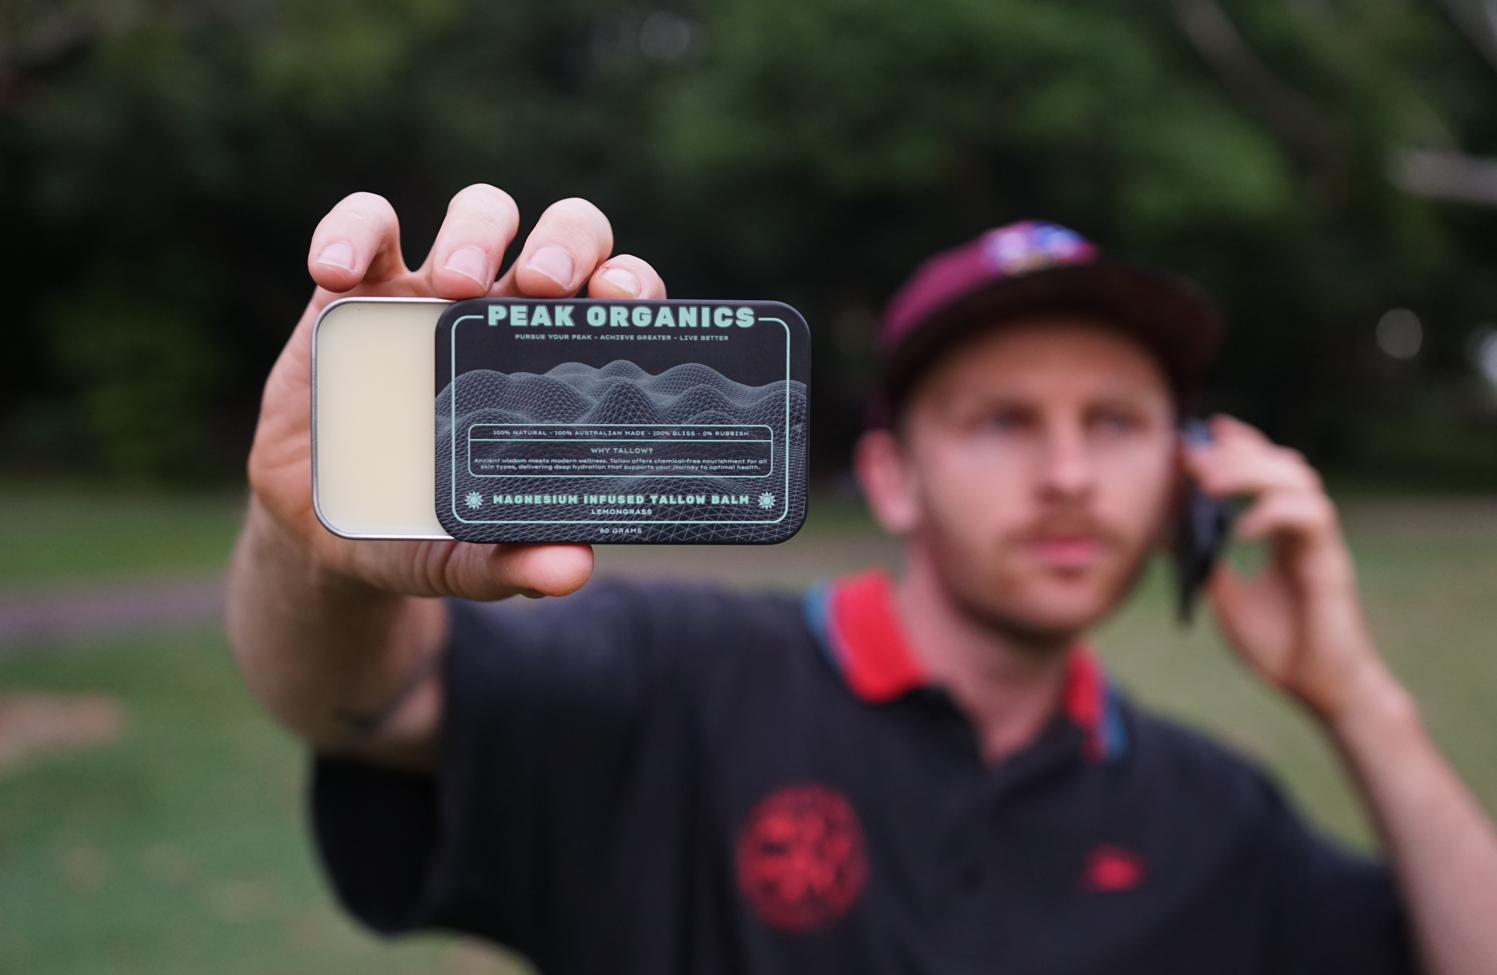 PEAK ORGANICS
PURSUE YOUR PEAK - ACHIEVE GREATER - LIVE BETTER
100% NATURAL - 100% AUSTRALIAN MADE - 100% BLISS - 0% RUBBISH
WHY TALLOW?
Ancient wisdom meets modern wellness. Tallow offers chemical-free nourishment for all
skin types, delivering deep hydration that supports your journey to optimal health.
MAGNESIUM INFUSED TALLOW BALM
LEMONGRASS
60 GRAMS